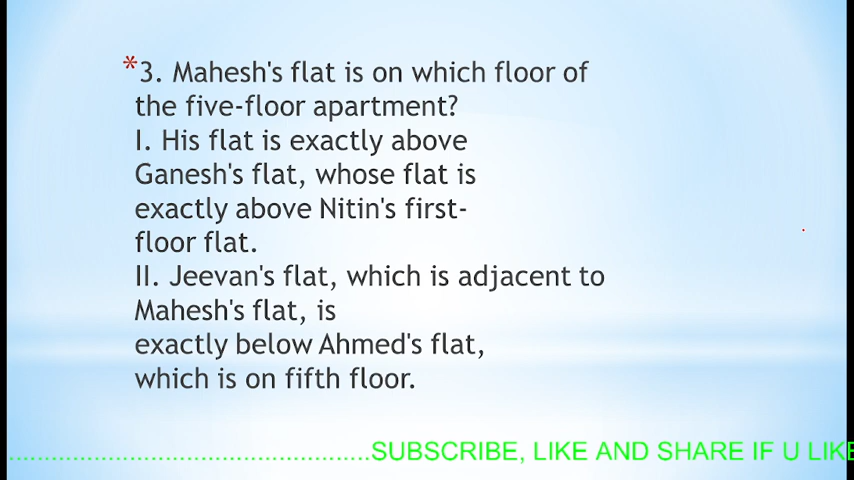 *3. Mahesh's flat is on which floor of
the five-floor apartment?
I. His flat is exactly above
Ganesh's flat, whose flat is
exactly above Nitin's first-
floor flat.
II. Jeevan's flat, which is adjacent to
Mahesh's flat, is
exactly below Ahmed's flat,
which is on fifth floor.
..................................................SUBSCRIBE, LIKE AND SHARE IF U LIKE